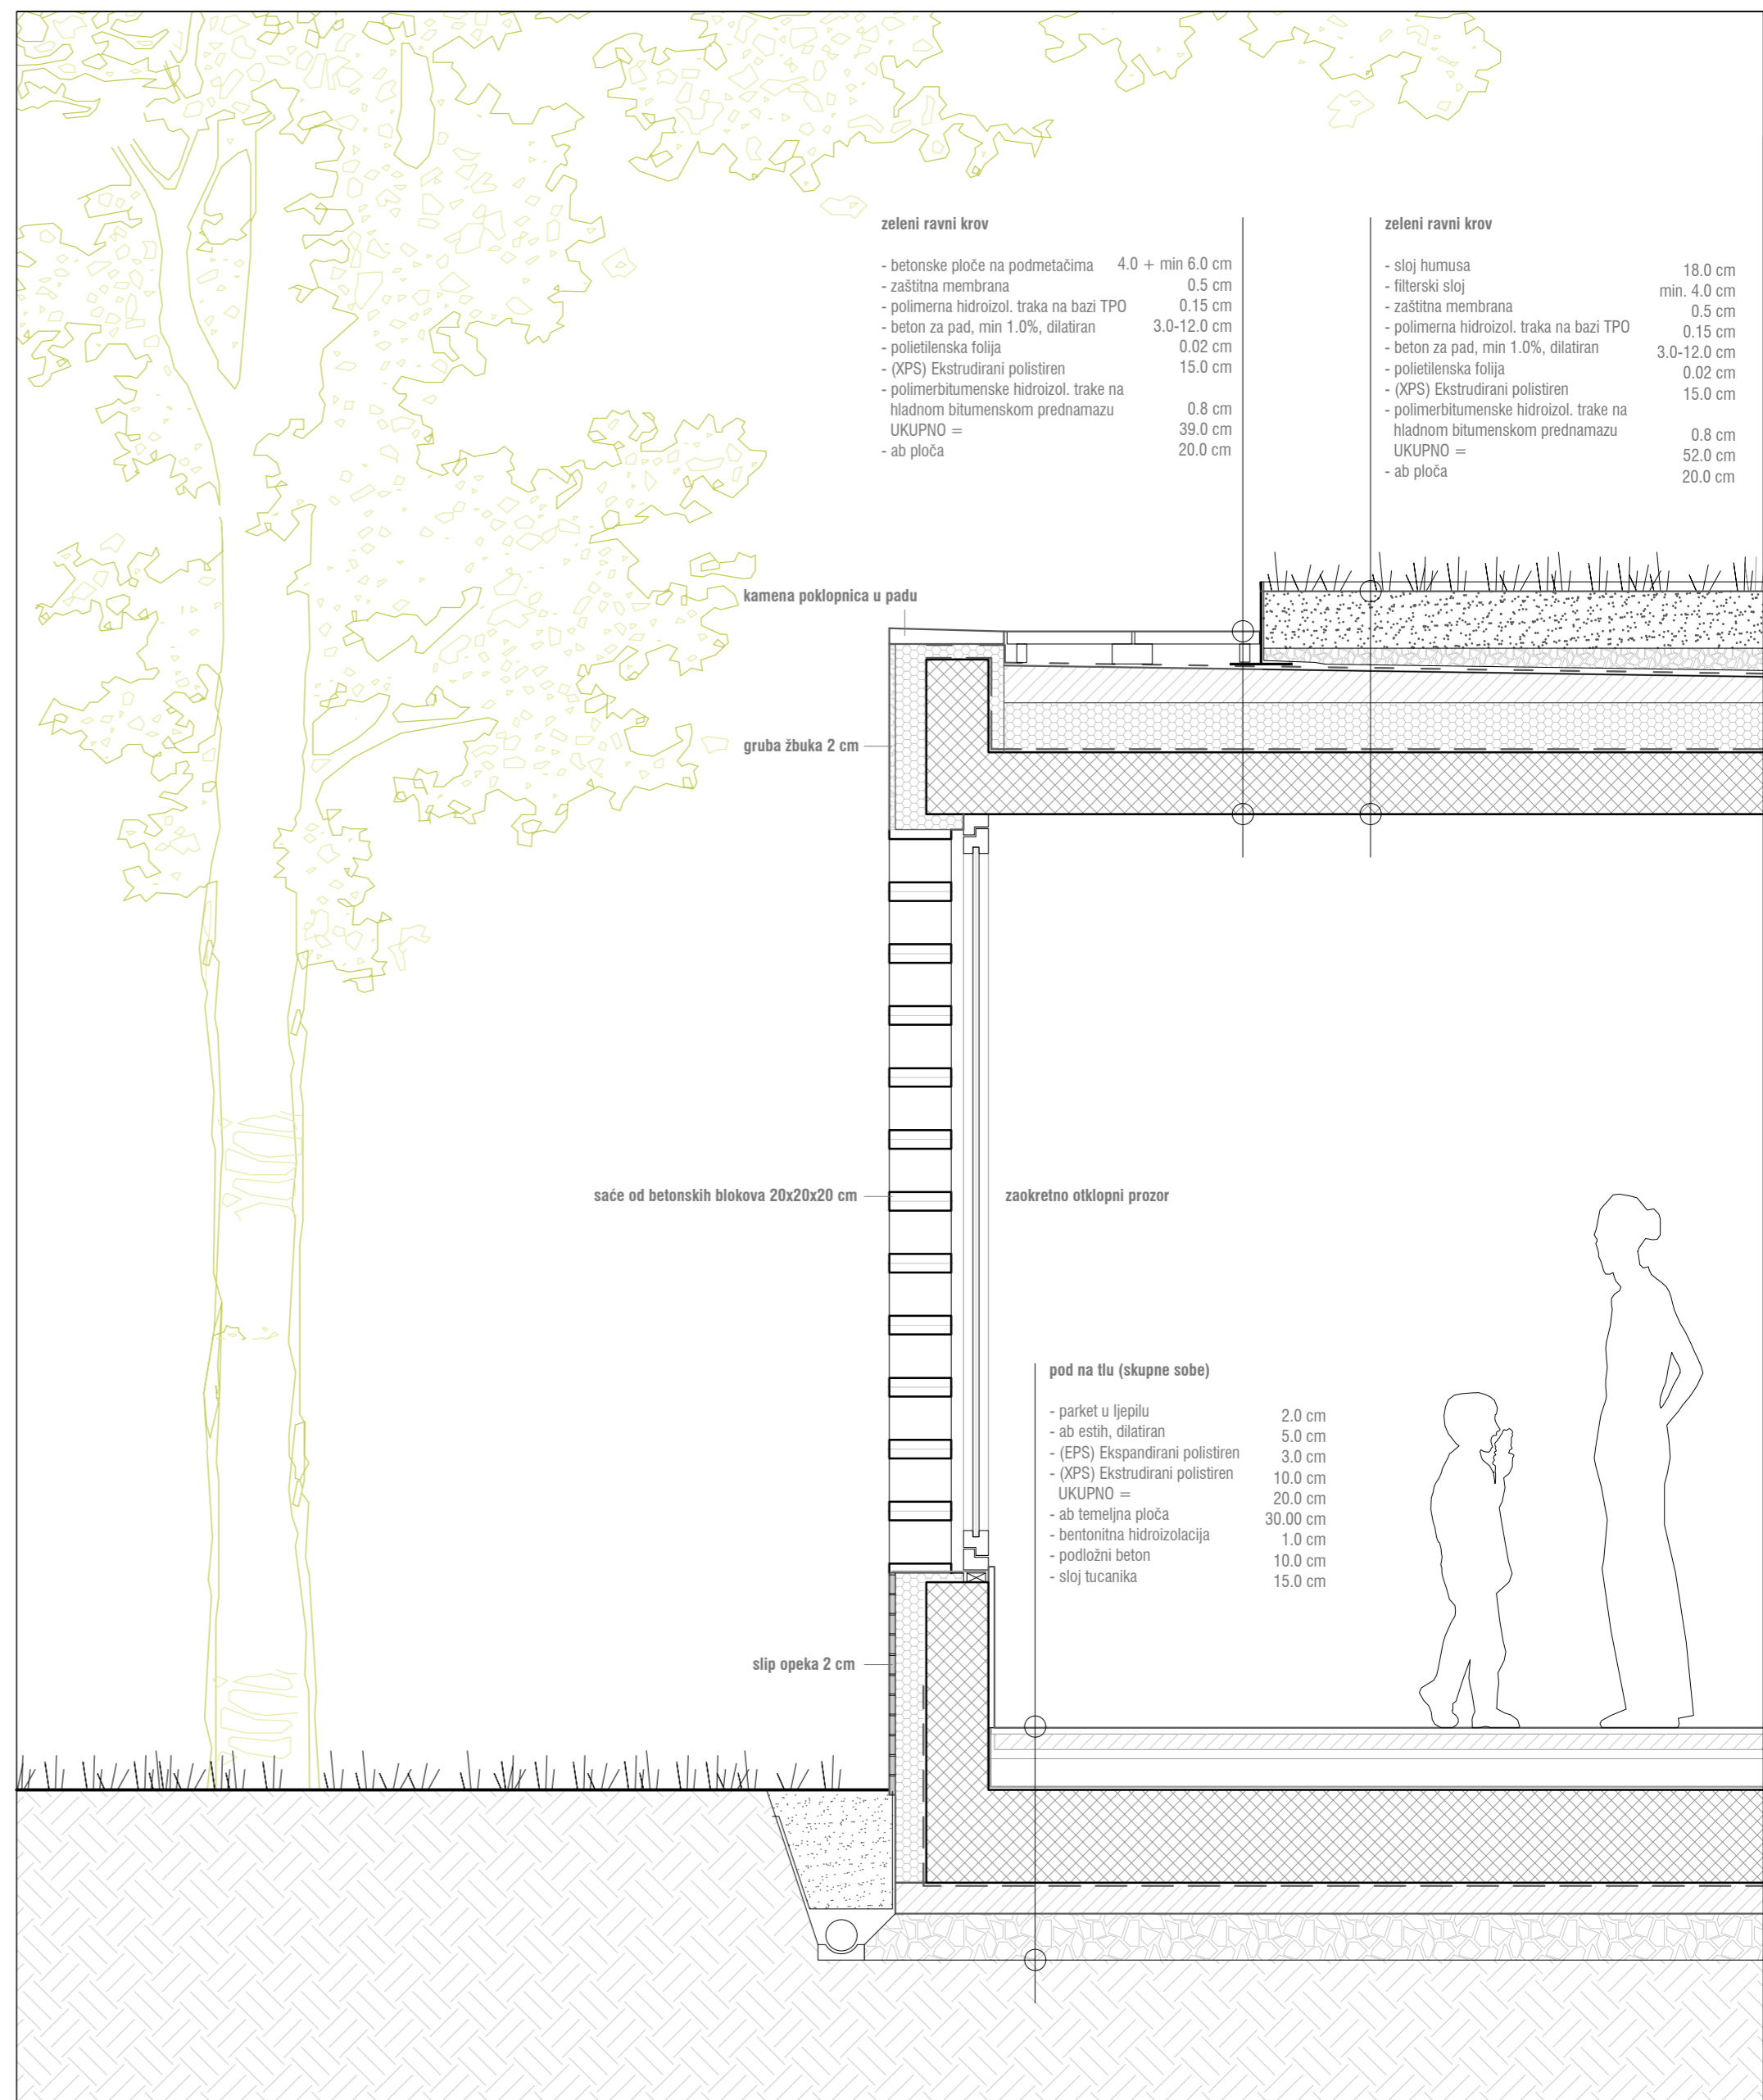 zeleni ravni krov
- betonske ploče na podmetačima 4.0 + min 6.0 cm
- zaštitna membrana 0.5 cm
- polimerna hidroizol. traka na bazi TPO 0.15 cm
- beton za pad, min 1.0%, dilatiran 3.0-12.0 cm
- polietilenska folija 0.02 cm
- (XPS) Ekstrudirani polistiren 15.0 cm
- polimerbitumenske hidroizol. trake na
hladnom bitumenskom prednamazu 0.8 cm
UKUPNO = 39.0 cm
- ab ploča 20.0 cm
zeleni ravni krov
- sloj humusa 18.0 cm
- filterski sloj min. 4.0 cm
- zaštitna membrana 0.5 cm
- polimerna hidroizol. traka na bazi TPO 0.15 cm
- beton za pad, min 1.0%, dilatiran 3.0-12.0 cm
- polietilenska folija 0.02 cm
- (XPS) Ekstrudirani polistiren 15.0 cm
- polimerbitumenske hidroizol. trake na
hladnom bitumenskom prednamazu 0.8 cm
UKUPNO = 52.0 cm
- ab ploča 20.0 cm
kamena poklopnica u padu
gruba žbuka 2 cm
saće od betonskih blokova 20x20x20 cm
zaokretno otklopni prozor
pod na tlu (skupne sobe)
- parket u ljepilu 2.0 cm
- ab estih, dilatiran 5.0 cm
- (EPS) Ekspandirani polistiren 3.0 cm
- (XPS) Ekstrudirani polistiren 10.0 cm
UKUPNO = 20.0 cm
- ab temeljna ploča 30.00 cm
- bentonitna hidroizolacija 1.0 cm
- podložni beton 10.0 cm
- sloj tucanika 15.0 cm
slip opeka 2 cm